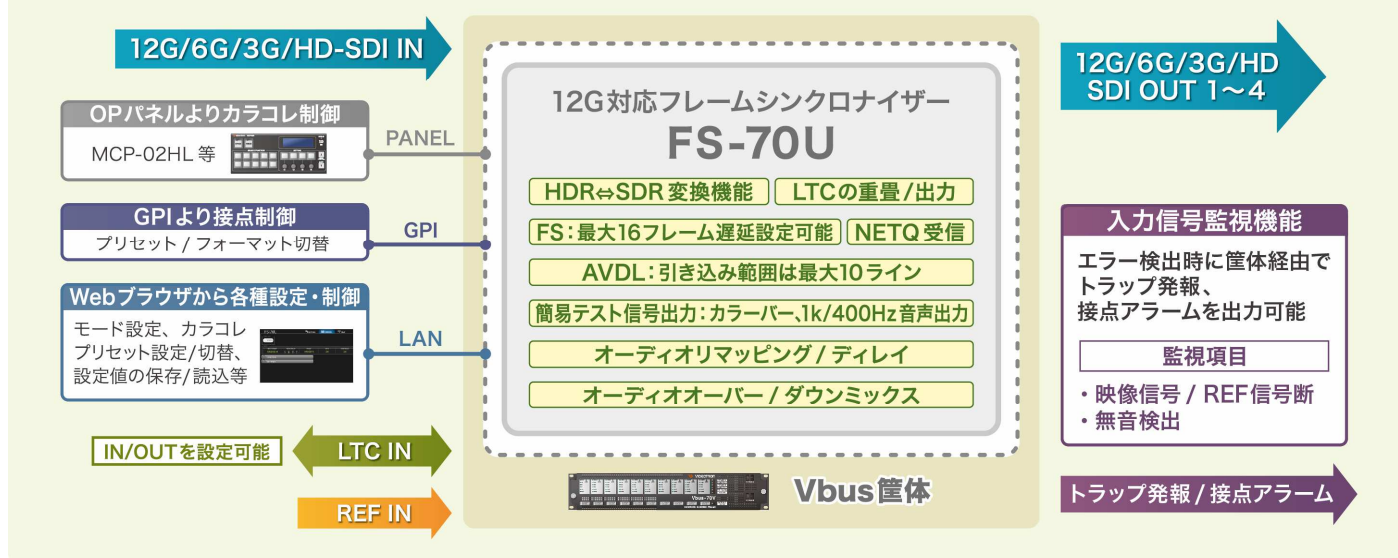 12G/6G/3G/HD-SDI IN
OPパネルよりカラコレ制御
MCP-02HL 等
PANEL
GPIより接点制御
プリセット / フォーマット切替
GPI
Webブラウザから各種設定・制御
モード設定、カラコレ
プリセット設定/切替、
設定値の保存/読込等
LAN
IN/OUTを設定可能
LTC IN
REF IN
12G対応フレームシンクロナイザー
FS-70U
HDR⇔SDR 変換機能
LTCの重畳/出力
FS：最大16フレーム遅延設定可能
NETQ 受信
AVDL：引き込み範囲は最大10ライン
簡易テスト信号出力：カラーバー、1k/400Hz音声出力
オーディオリマッピング / ディレイ
オーディオオーバー / ダウンミックス
Vbus-70V
Vbus筐体
12G/6G/3G/HD
SDI OUT 1～4
入力信号監視機能
エラー検出時に筐体経由で
トラップ発報、
接点アラームを出力可能
監視項目
・映像信号 / REF信号断
・無音検出
トラップ発報 / 接点アラーム